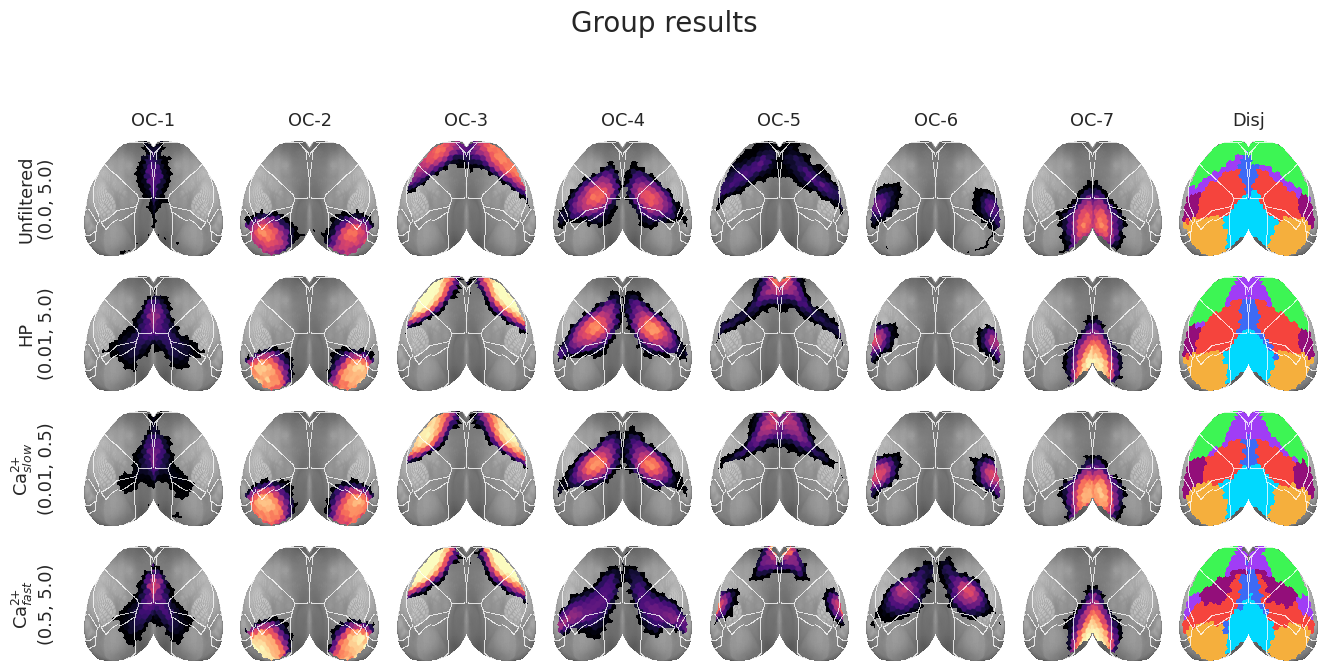 Group results
OC-1 OC-2 OC-3 OC-4 OC-5 OC-6 OC-7 Disj
Unfiltered
(0.0, 5.0)
HP
(0.01, 5.0)
Ca²⁺slow
(0.01, 0.5)
Ca²⁺fast
(0.5, 5.0)